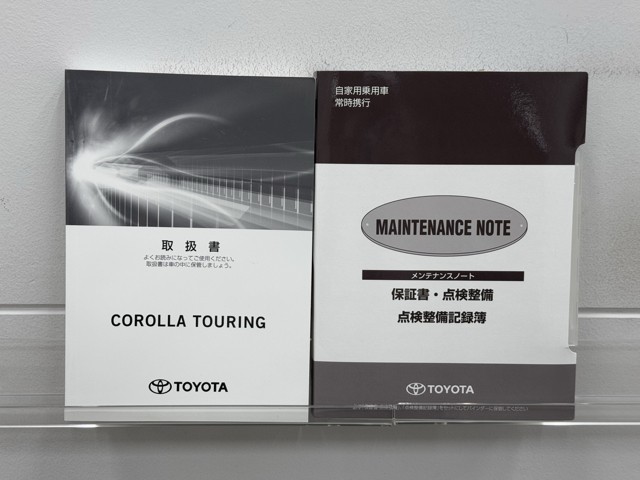 取扱書
よくお読みになってご使用ください。
取扱書は車の中に保管しましょう。
COROLLA TOURING
TOYOTA
自家用乗用車
常時携行
MAINTENANCE NOTE
メンテナンスノート
保証書・点検整備
点検整備記録簿
TOYOTA